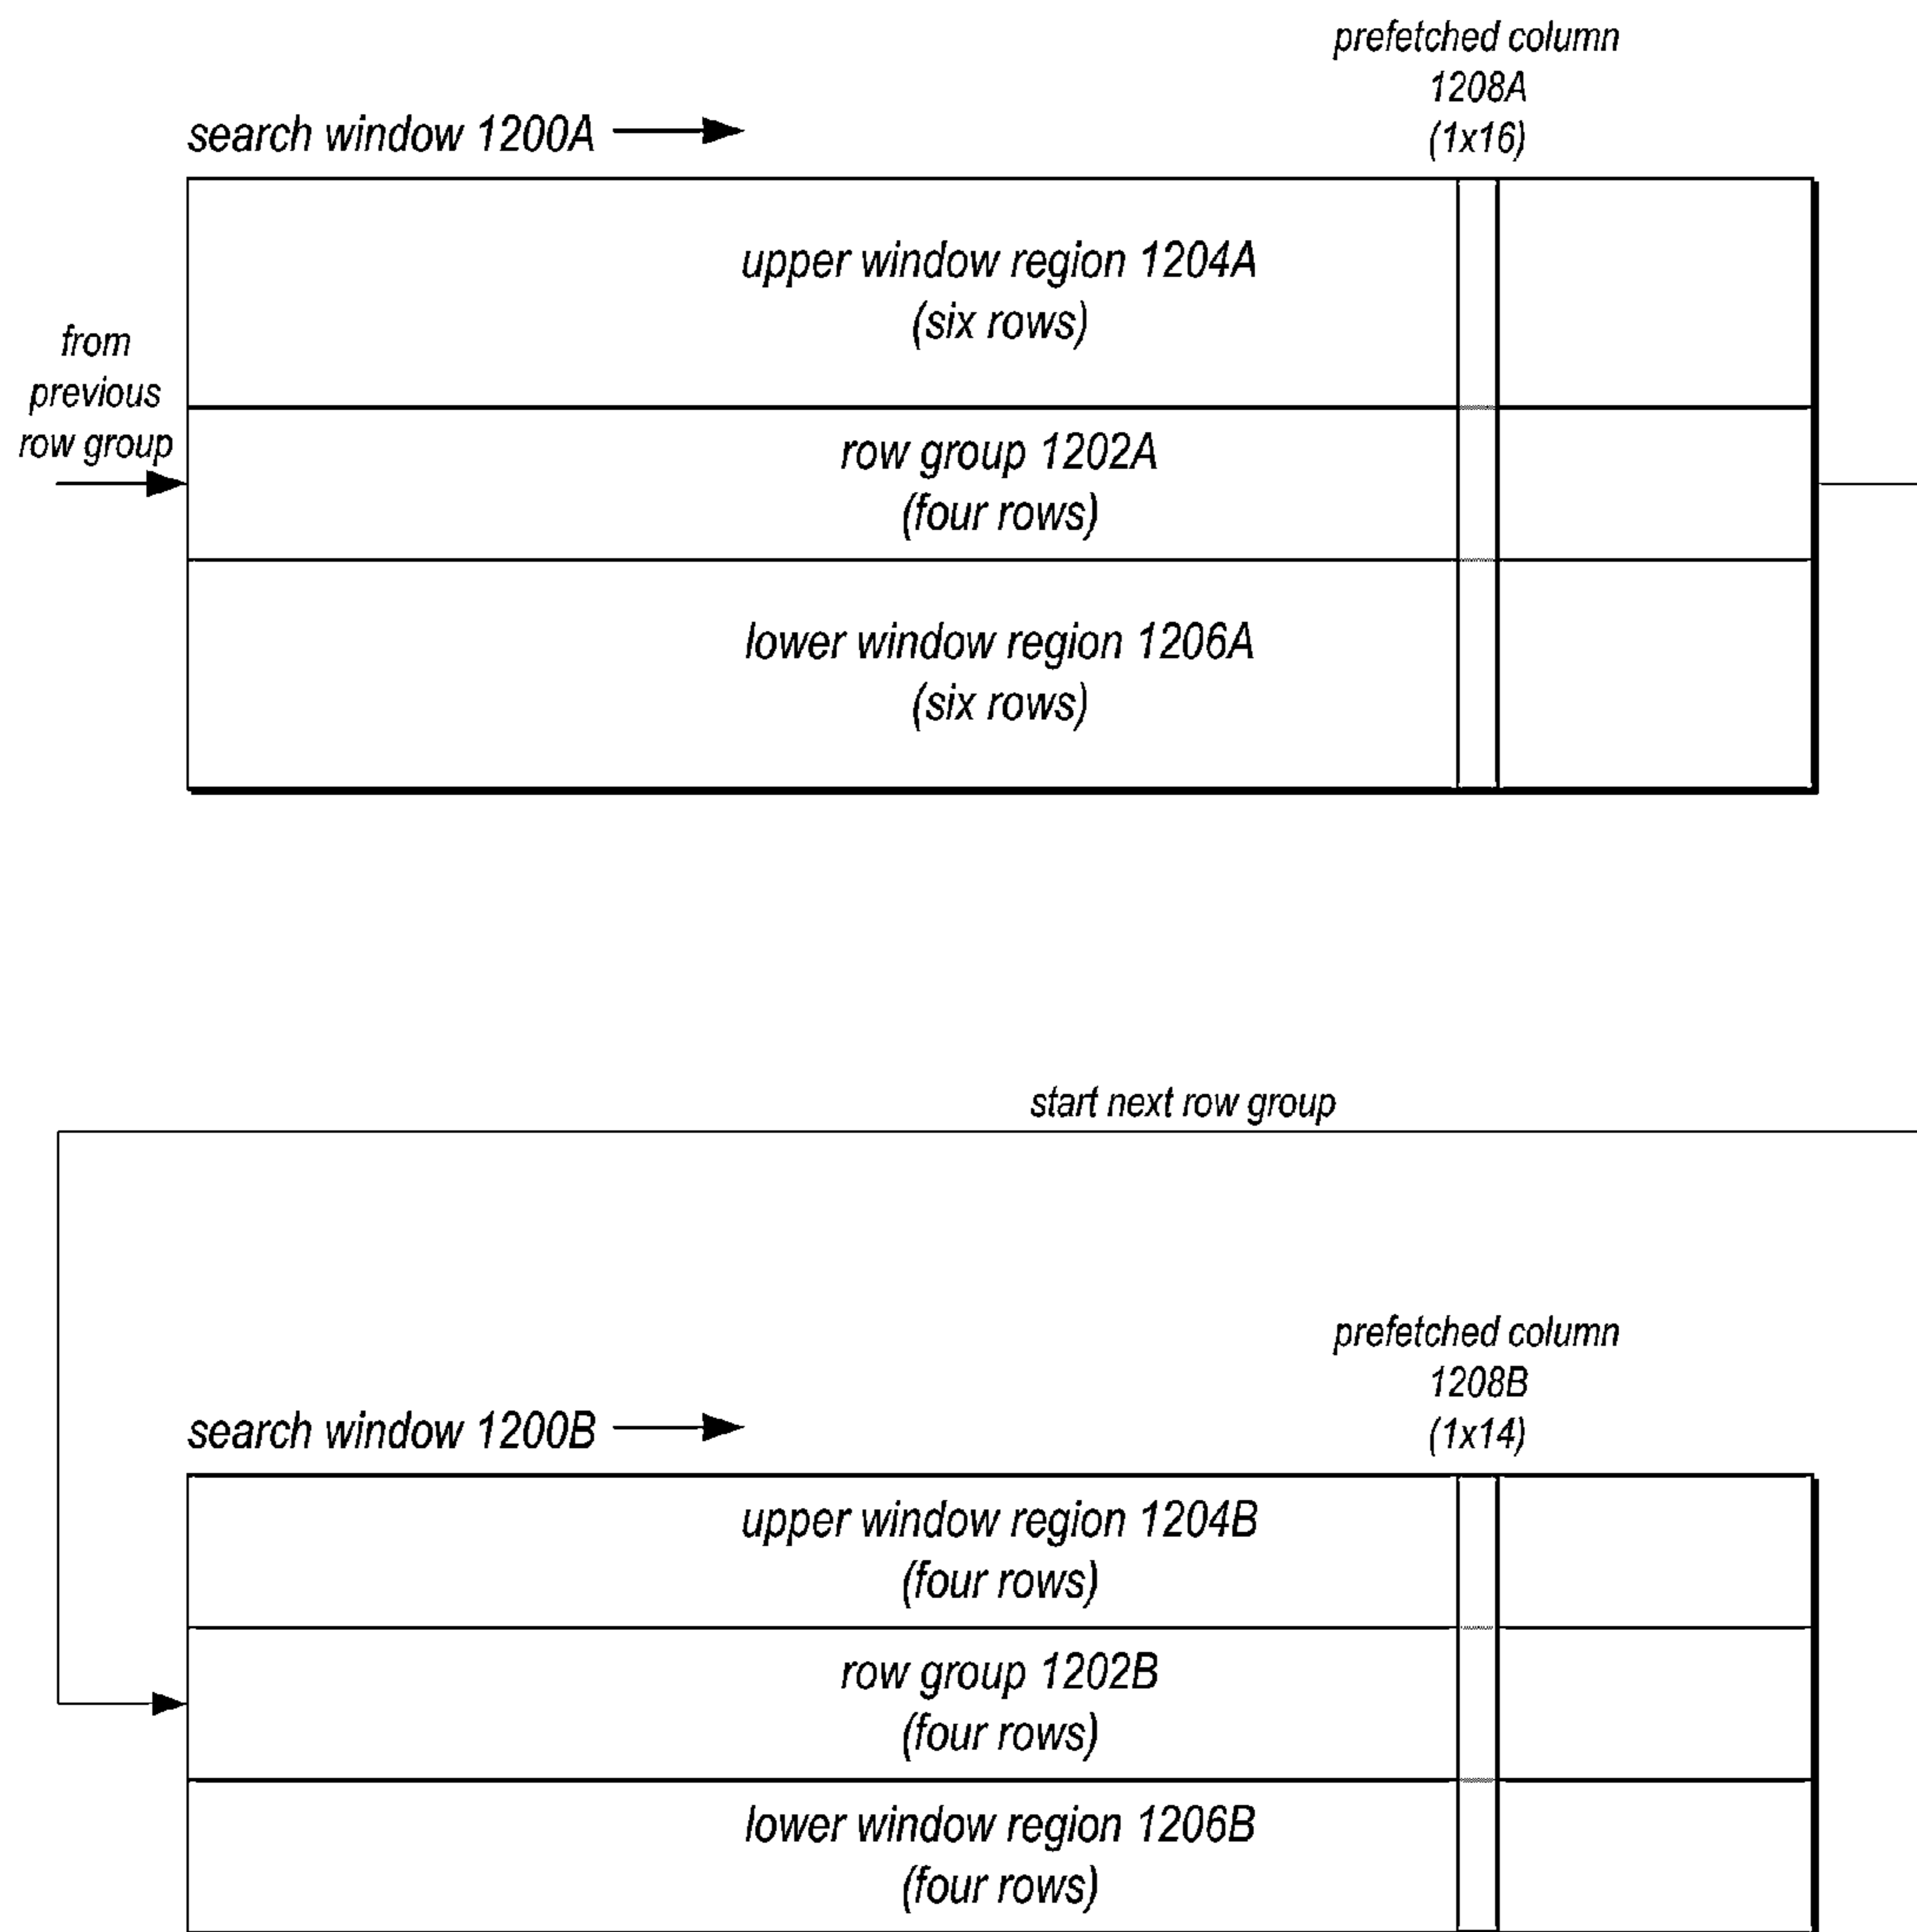 prefetched column
1208A
(1x16)
search window 1200A
upper window region 1204A
(six rows)
from
previous
row group
row group 1202A
(four rows)
lower window region 1206A
(six rows)
start next row group
prefetched column
1208B
(1x14)
search window 1200B
upper window region 1204B
(four rows)
row group 1202B
(four rows)
lower window region 1206B
(four rows)